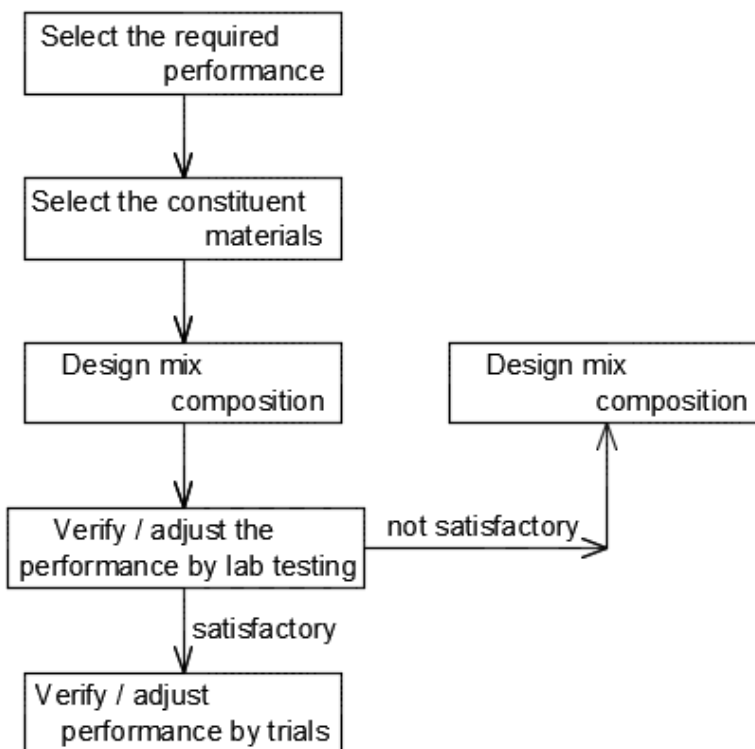 Select the required
performance
Select the constituent
materials
Design mix
composition
Design mix
composition
Verify / adjust the
performance by lab testing
not satisfactory
satisfactory
Verify / adjust
performance by trials